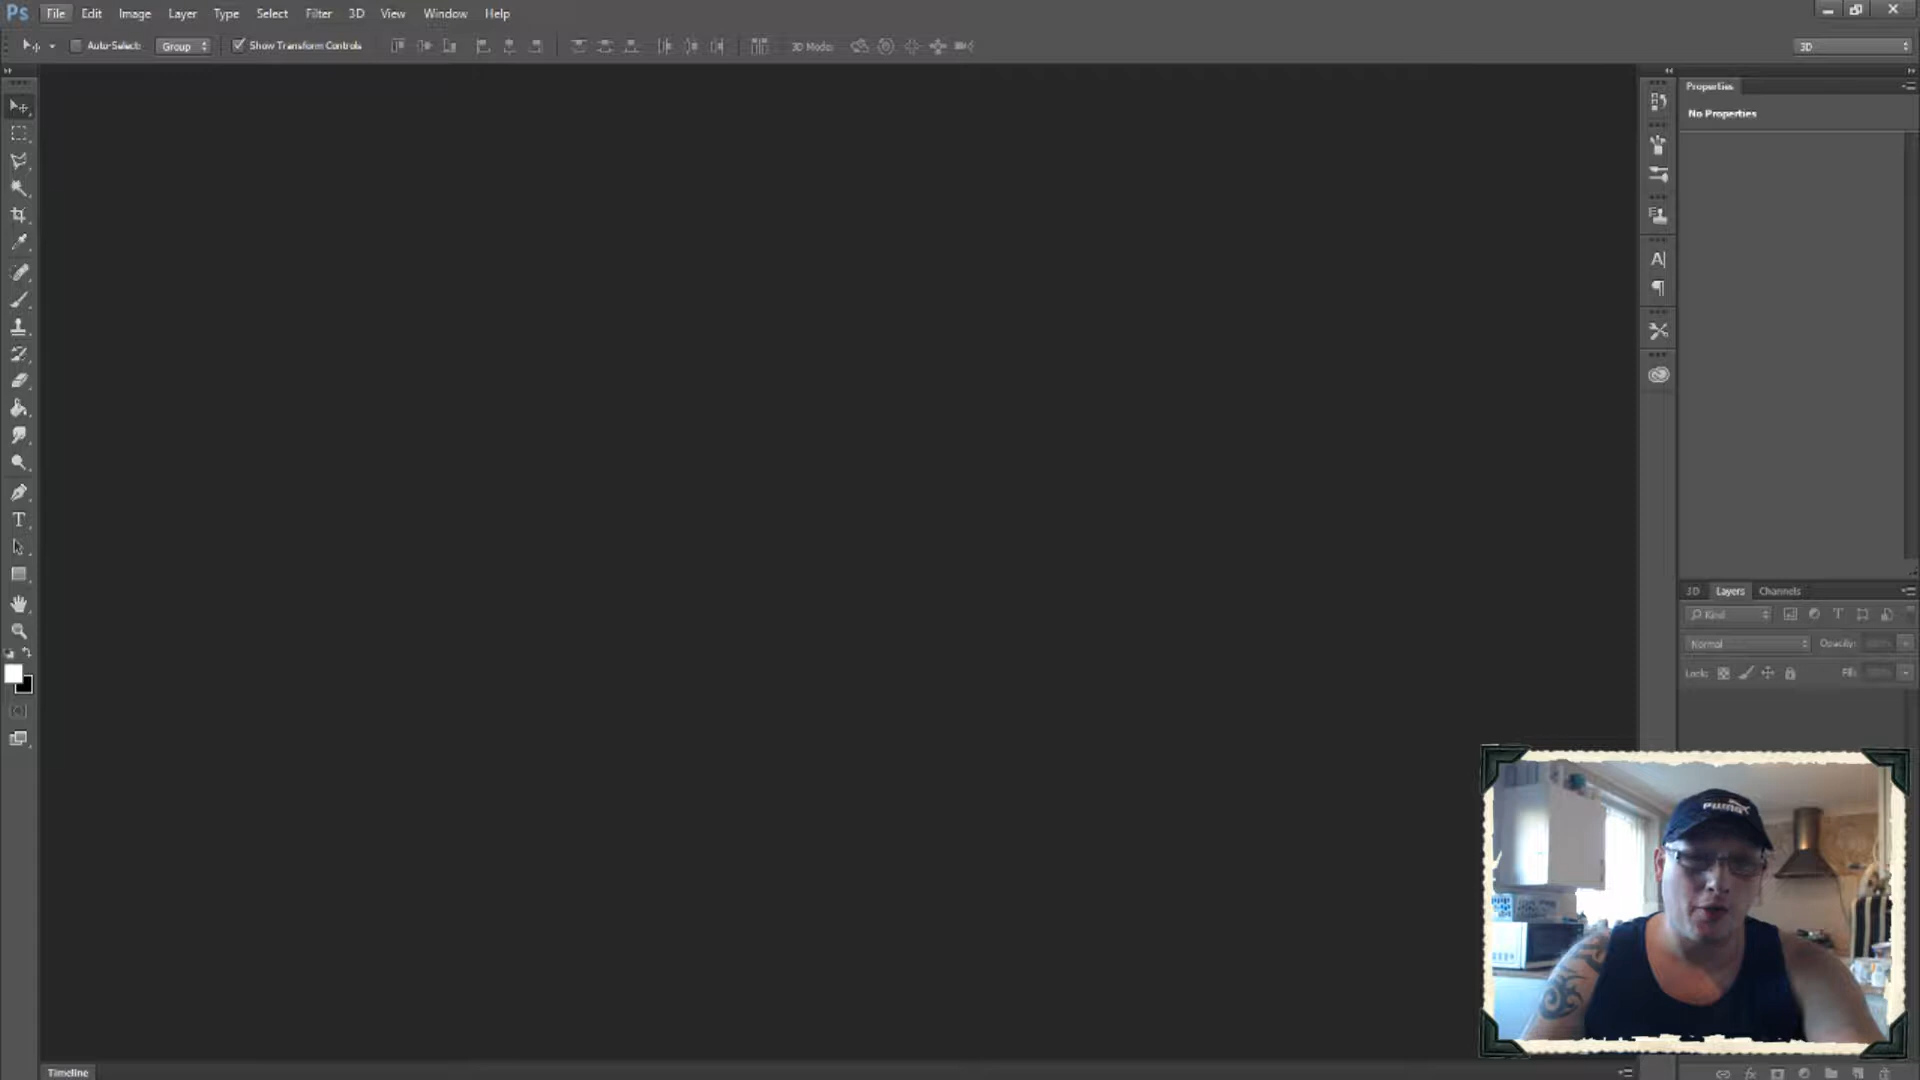 Ps File Edit Image Layer Type Select Filter 3D View Window Help
Auto-Select: Group Show Transform Controls 3D Mode: 3D
Properties
No Properties
3D Layers Channels
Kind T
Normal Opacity:
Lock: Fill:
A
T
PUMA
Timeline
fx